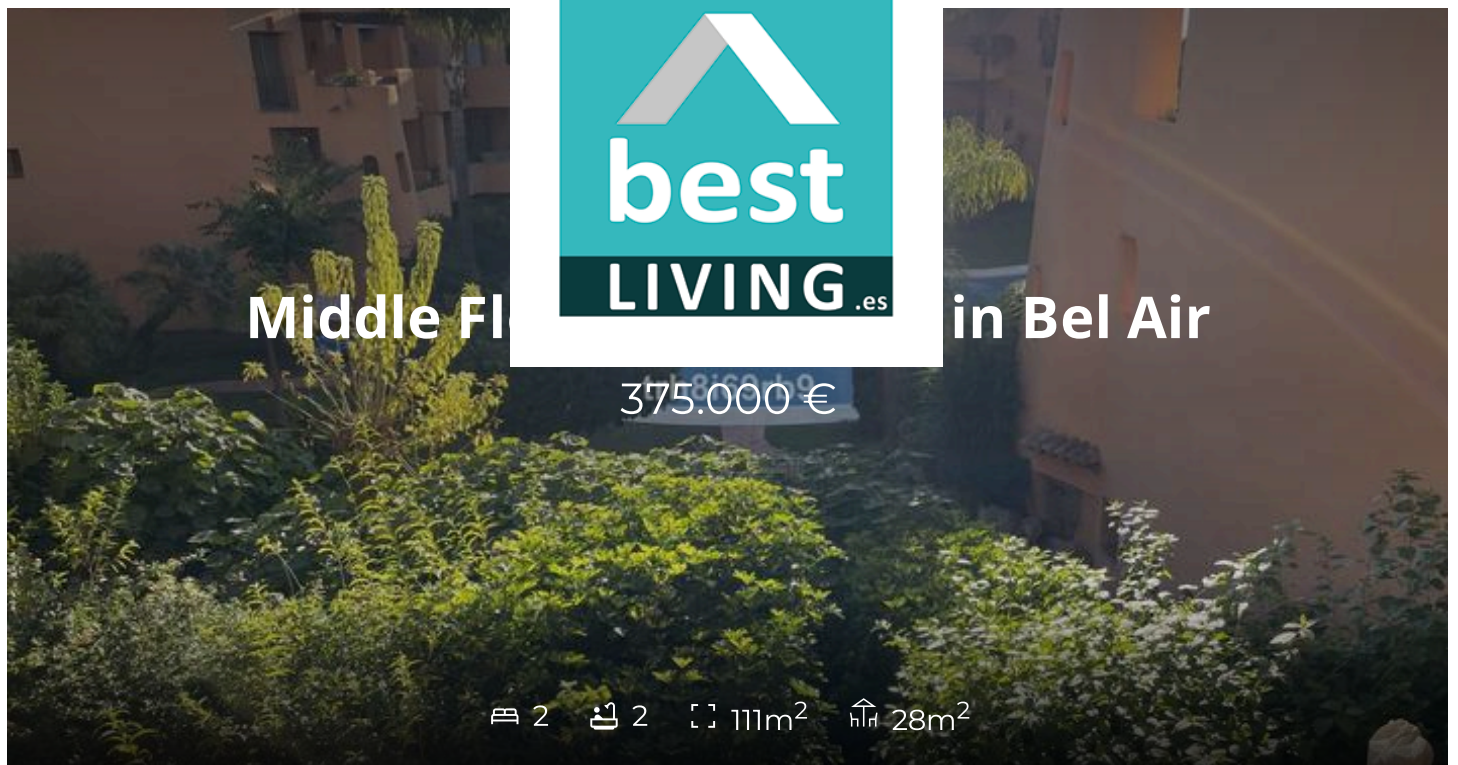 best
LIVING.es
Middle Fl in Bel Air
375.000 €
2 2 111m² 28m²